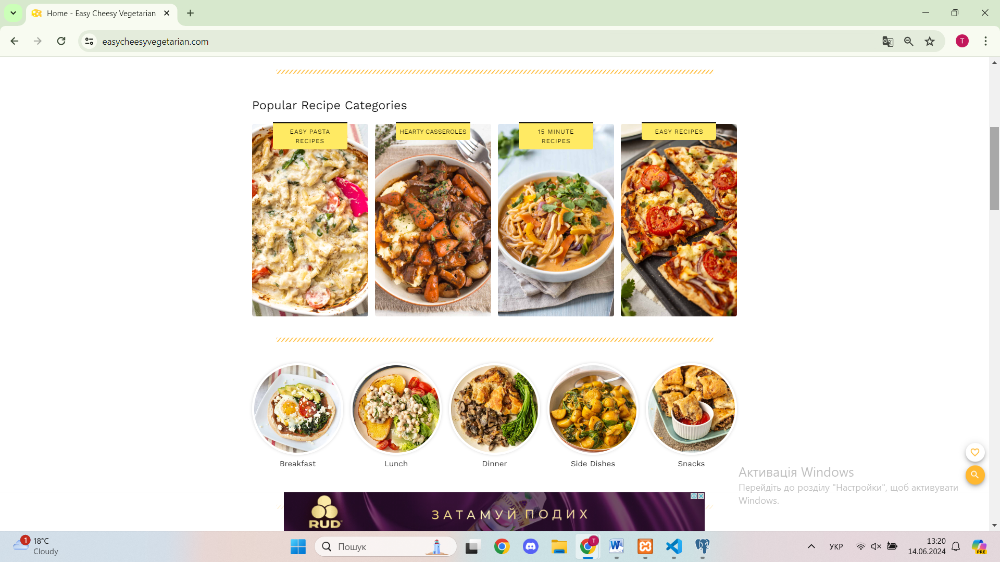 Home - Easy Cheesy Vegetarian
easycheesyvegetarian.com
T
Popular Recipe Categories
EASY PASTA
RECIPES
HEARTY CASSEROLES
15 MINUTE
RECIPES
EASY RECIPES
Breakfast
Lunch
Dinner
Side Dishes
Snacks
Активація Windows
Перейдіть до розділу "Настройки", щоб активувати
Windows.
RUD
ЗАТАМУЙ ПОДИХ
1
18°C
Cloudy
Пошук
T
УКР
13:20
14.06.2024
PRE